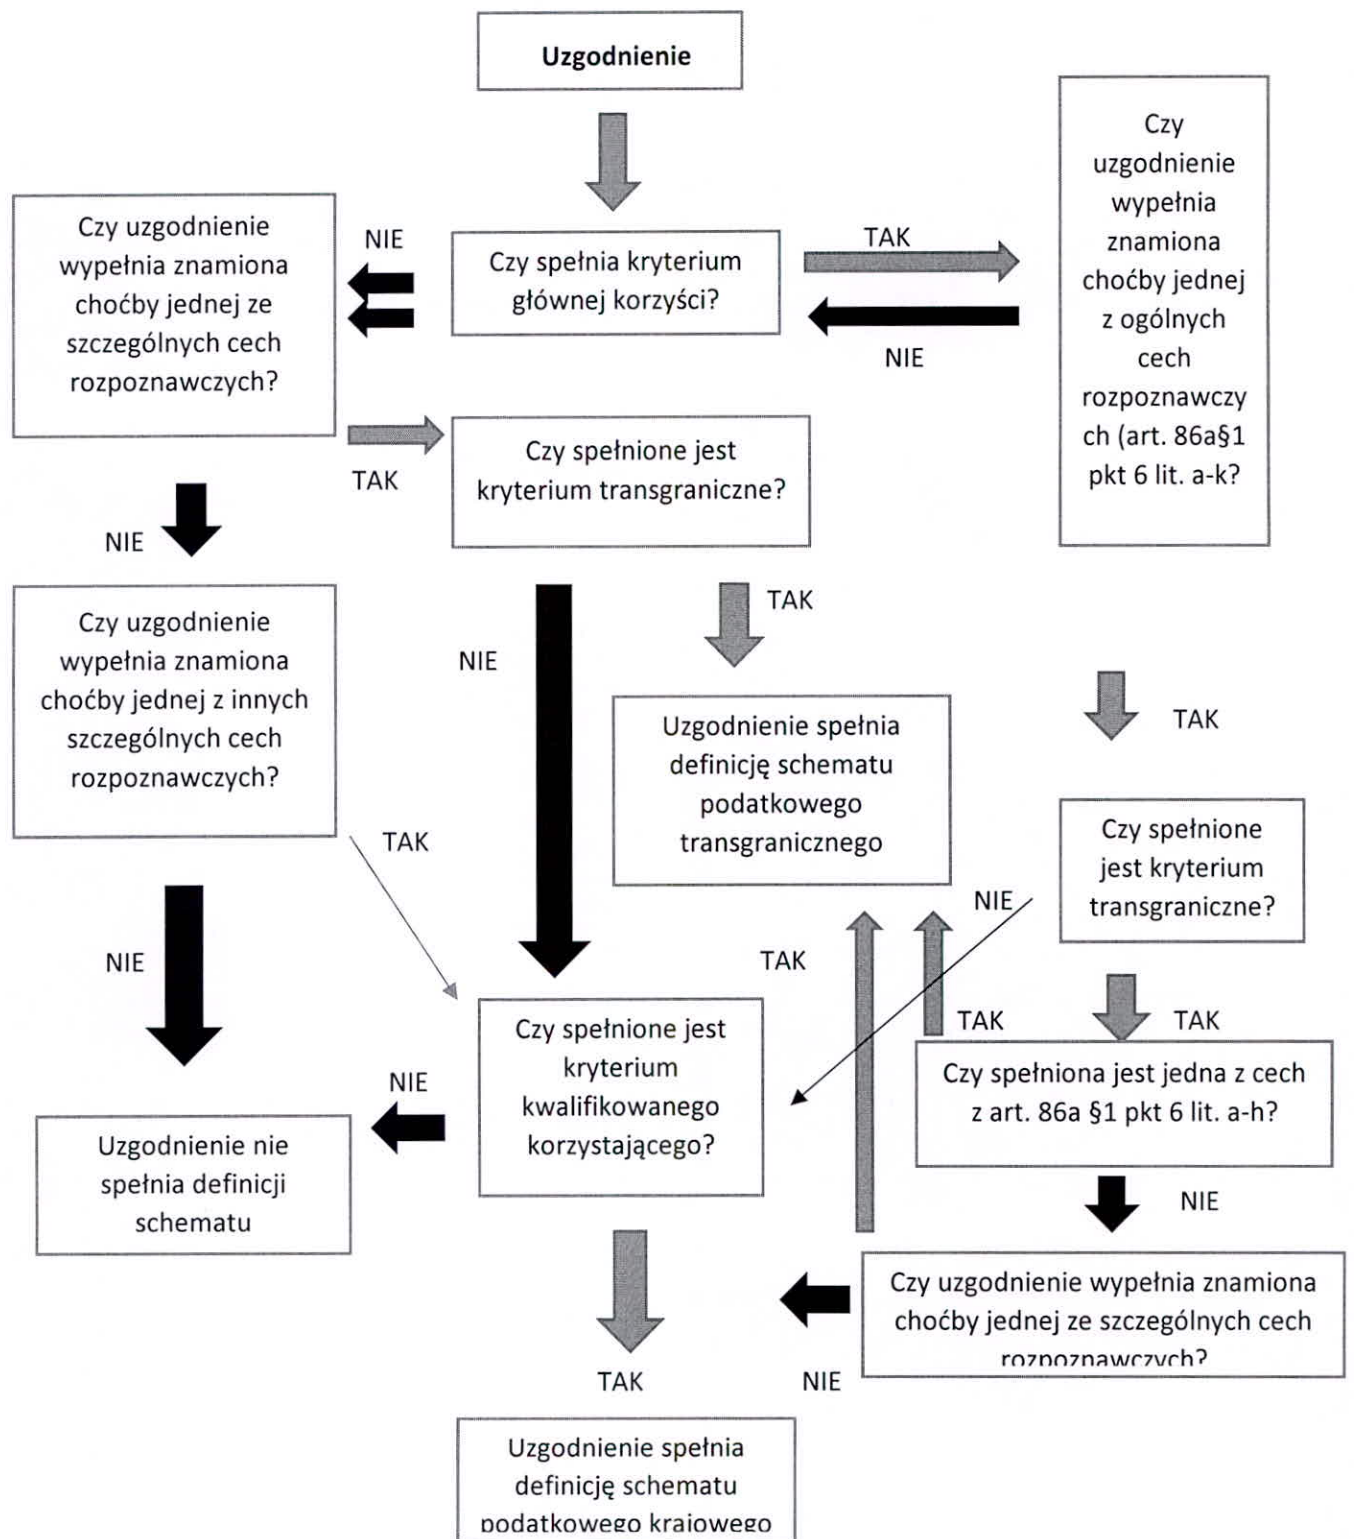 Uzgodnienie
Czy
uzgodnienie
wypełnia
znamiona
choćby jednej
z ogólnych
cech
rozpoznawczy
ch (art. 86a§1
pkt 6 lit. a-k?
Czy uzgodnienie
wypełnia znamiona
choćby jednej ze
szczególnych cech
rozpoznawczych?
NIE
Czy spełnia kryterium
głównej korzyści?
TAK
NIE
TAK
Czy spełnione jest
kryterium transgraniczne?
NIE
Czy uzgodnienie
wypełnia znamiona
choćby jednej z innych
szczególnych cech
rozpoznawczych?
NIE
TAK
Uzgodnienie spełnia
definicję schematu
podatkowego
transgranicznego
TAK
Czy spełnione
jest kryterium
transgraniczne?
TAK
NIE
NIE
TAK
Czy spełnione jest
kryterium
kwalifikowanego
korzystającego?
TAK
TAK
Czy spełniona jest jedna z cech
z art. 86a §1 pkt 6 lit. a-h?
NIE
Uzgodnienie nie
spełnia definicji
schematu
NIE
Czy uzgodnienie wypełnia znamiona
choćby jednej ze szczególnych cech
rozpoznawczych?
TAK
NIE
Uzgodnienie spełnia
definicję schematu
podatkowego krajowego